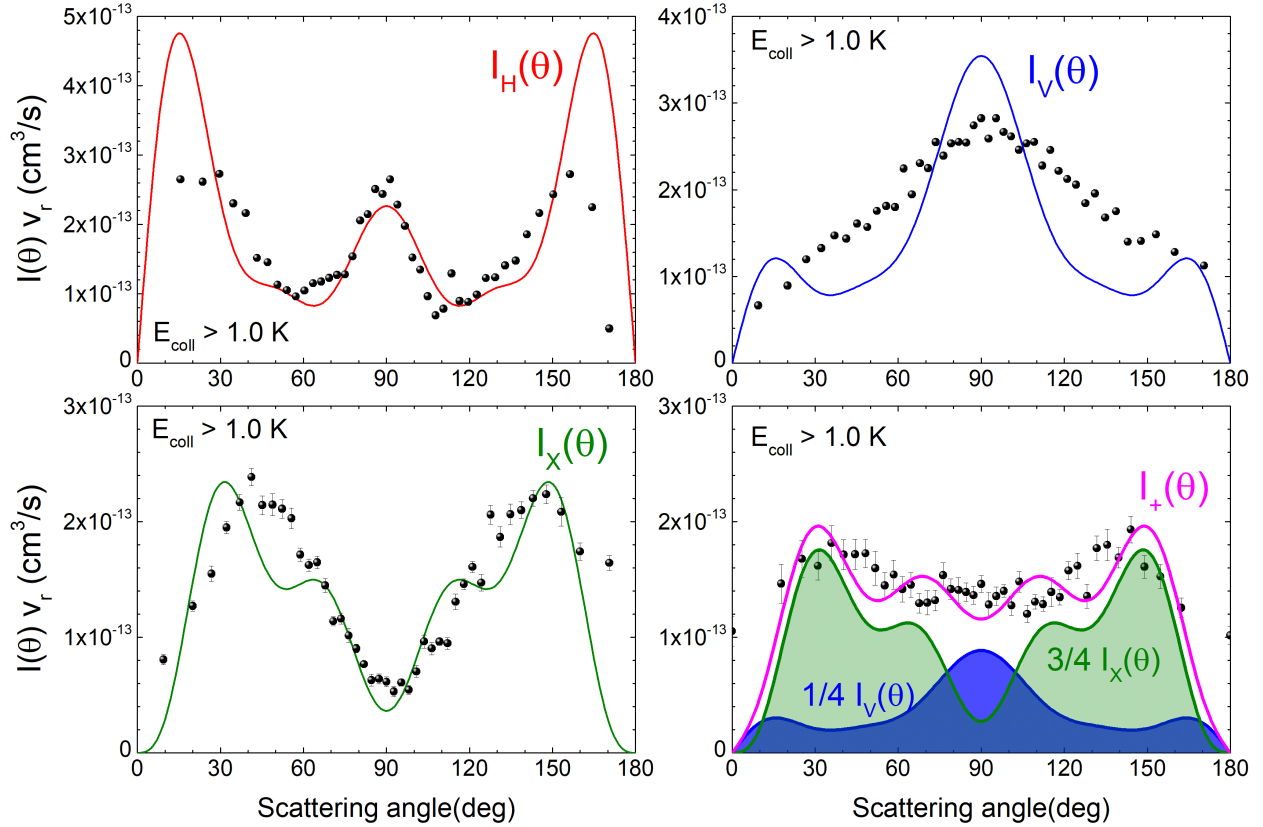 I(θ) v_r (cm³/s)
5x10⁻¹³
4x10⁻¹³
3x10⁻¹³
2x10⁻¹³
1x10⁻¹³
0
I_H(θ)
E_coll > 1.0 K
0 30 60 90 120 150 180
4x10⁻¹³
3x10⁻¹³
2x10⁻¹³
1x10⁻¹³
0
E_coll > 1.0 K
I_V(θ)
0 30 60 90 120 150 180
I(θ) v_r (cm³/s)
3x10⁻¹³
2x10⁻¹³
1x10⁻¹³
0
E_coll > 1.0 K
I_X(θ)
0 30 60 90 120 150 180
Scattering angle(deg)
3x10⁻¹³
2x10⁻¹³
1x10⁻¹³
0
E_coll > 1.0 K
I_+(θ)
3/4 I_X(θ)
1/4 I_V(θ)
0 30 60 90 120 150 180
Scattering angle(deg)